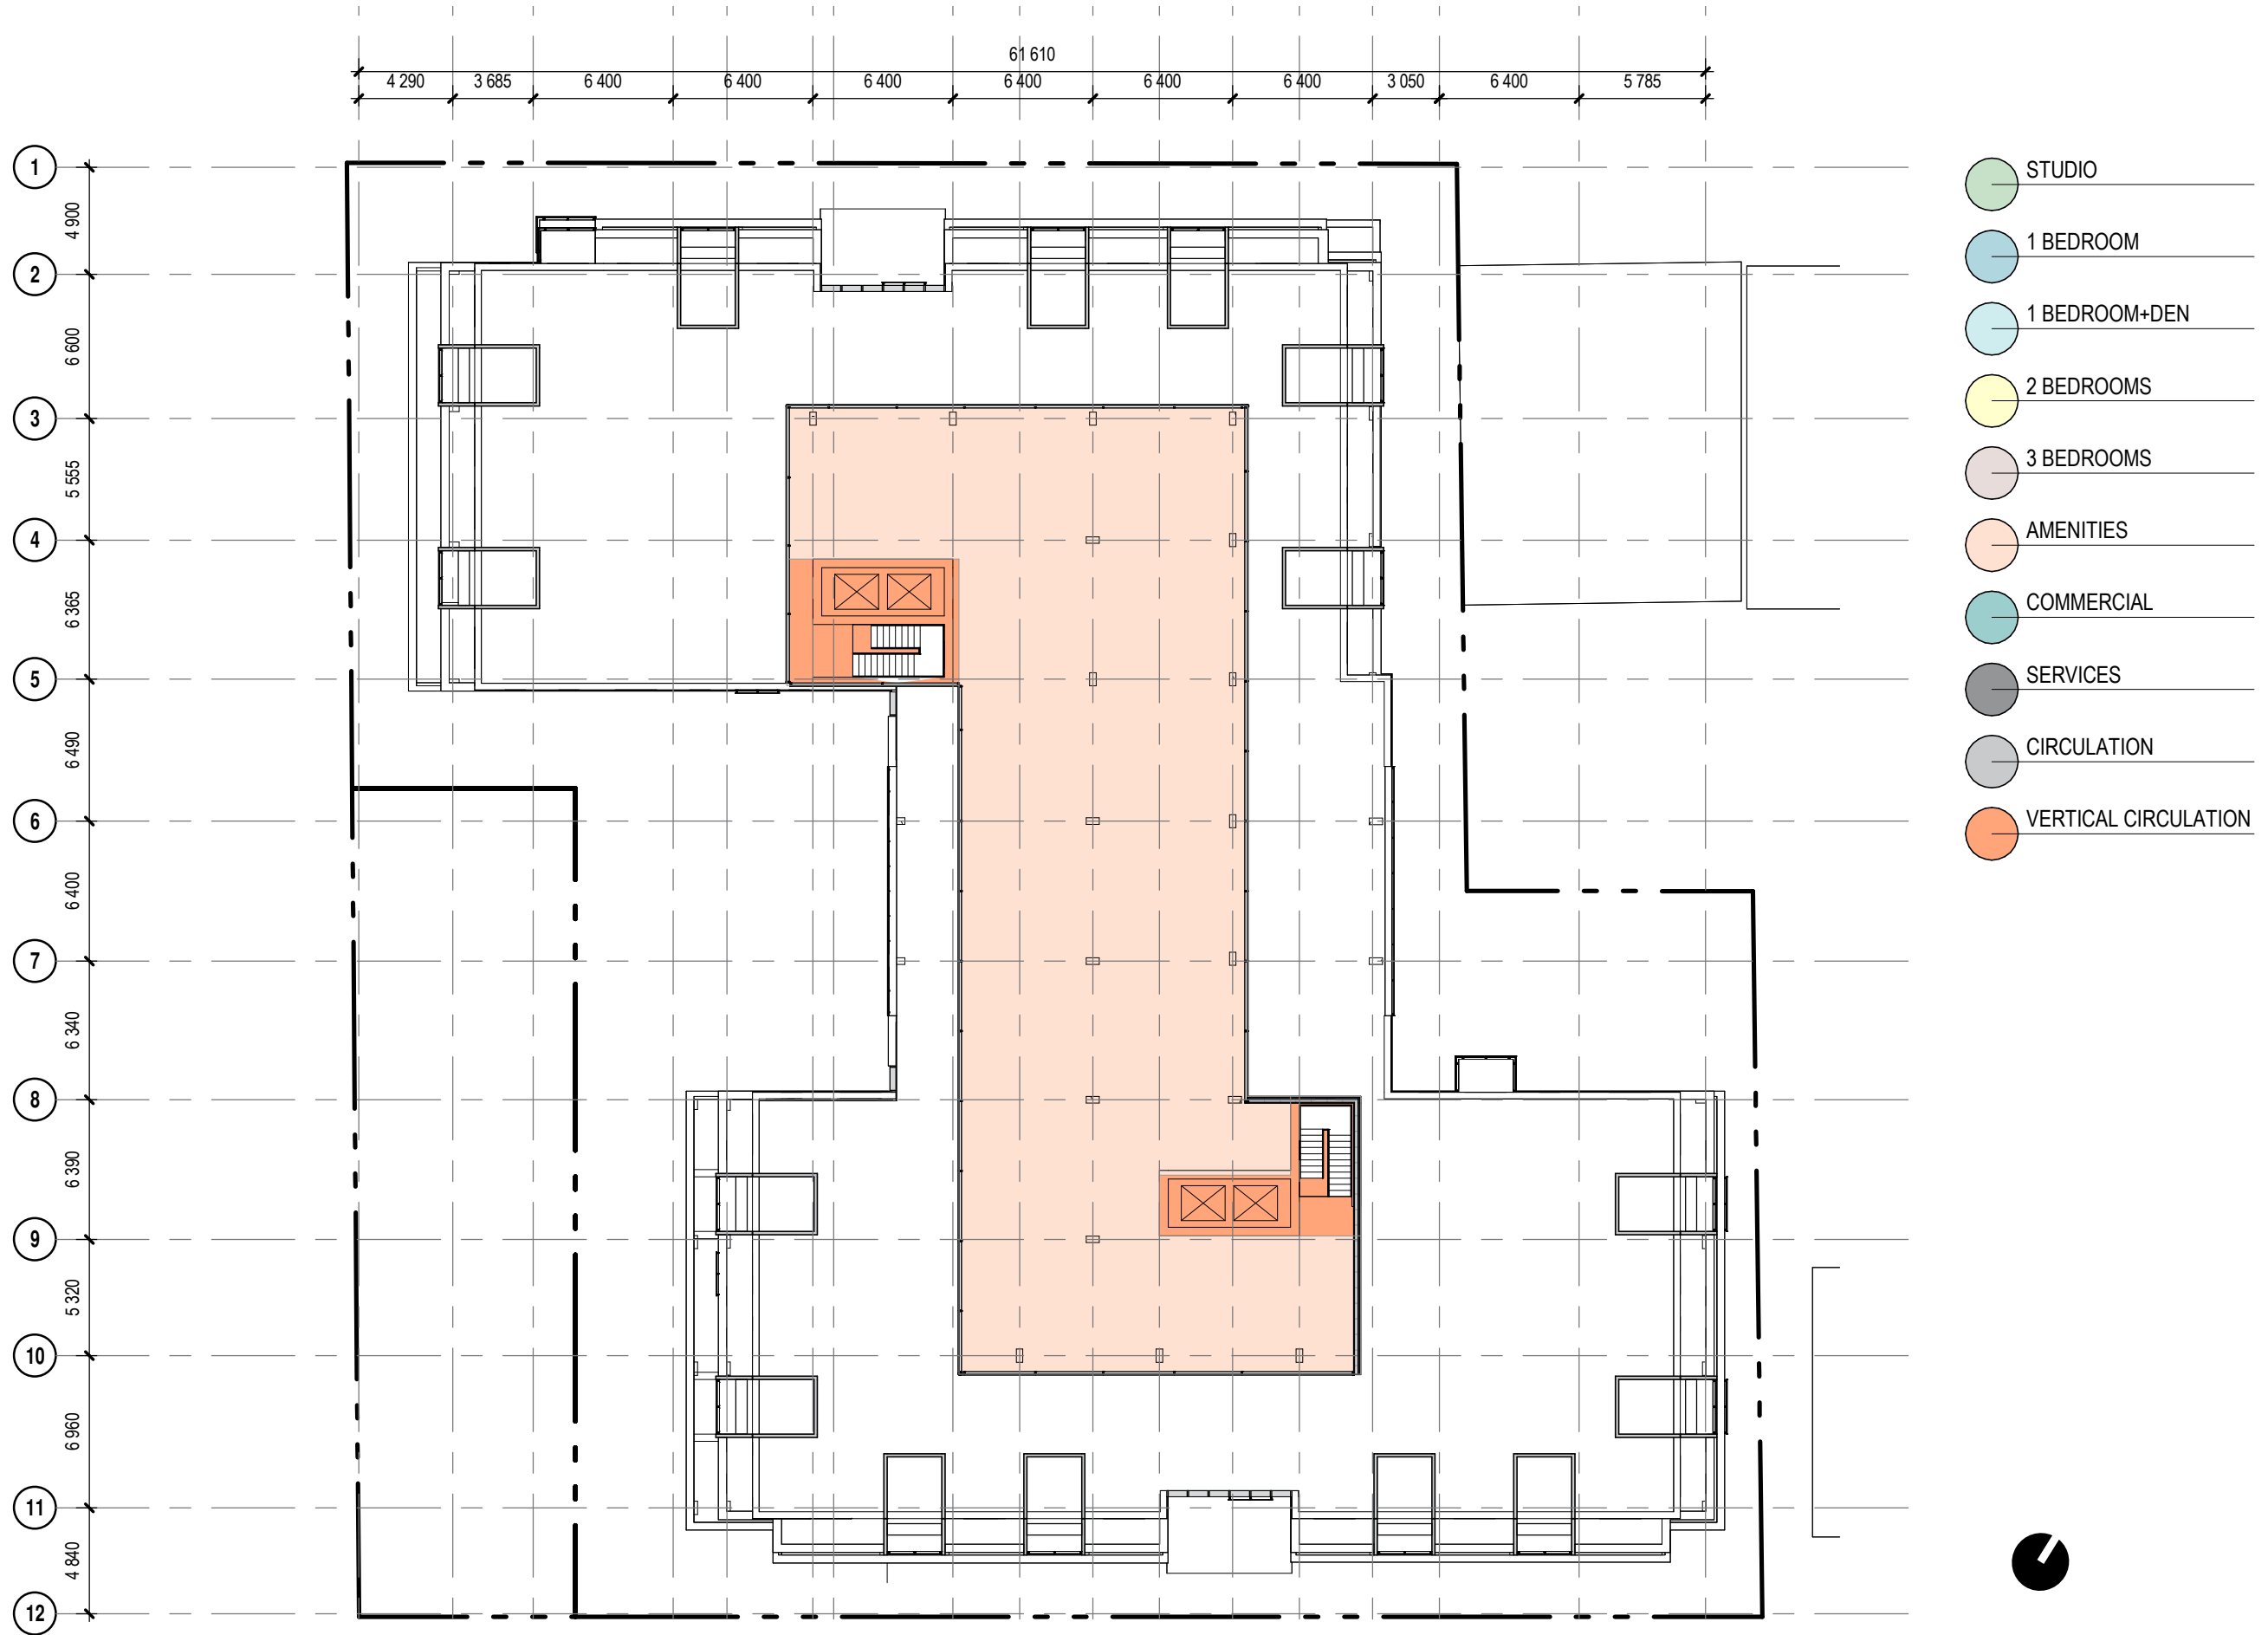 61 610
4 290 3 685 6 400 6 400 6 400 6 400 6 400 6 400 3 050 6 400 5 785
1
4 900
2
6 600
3
5 555
4
6 365
5
6 490
6
6 400
7
6 340
8
6 390
9
5 320
10
6 960
11
4 840
12
STUDIO
1 BEDROOM
1 BEDROOM+DEN
2 BEDROOMS
3 BEDROOMS
AMENITIES
COMMERCIAL
SERVICES
CIRCULATION
VERTICAL CIRCULATION